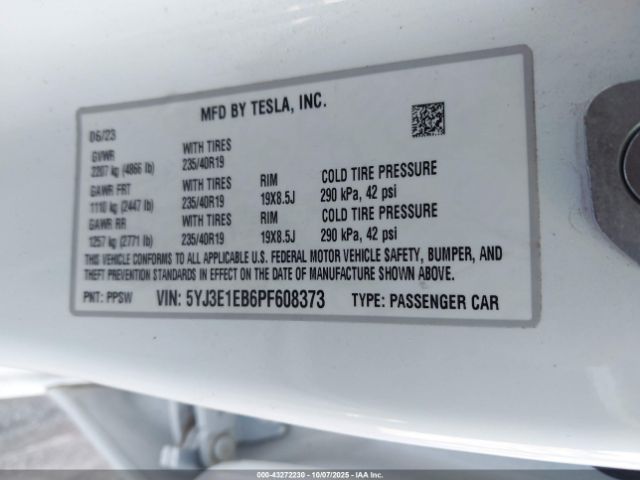 MFD BY TESLA, INC.
06/23
GVWR WITH TIRES
2207 kg (4866 lb) 235/40R19
GAWR FRT WITH TIRES RIM COLD TIRE PRESSURE
1110 kg (2447 lb) 235/40R19 19X8.5J 290 kPa, 42 psi
GAWR RR WITH TIRES RIM COLD TIRE PRESSURE
1257 kg (2771 lb) 235/40R19 19X8.5J 290 kPa, 42 psi
THIS VEHICLE CONFORMS TO ALL APPLICABLE U.S. FEDERAL MOTOR VEHICLE SAFETY, BUMPER, AND
THEFT PREVENTION STANDARDS IN EFFECT ON THE DATE OF MANUFACTURE SHOWN ABOVE.
PNT: PPSW VIN: 5YJ3E1EB6PF608373 TYPE: PASSENGER CAR
000-43272230 - 10/07/2025 - IAA Inc.